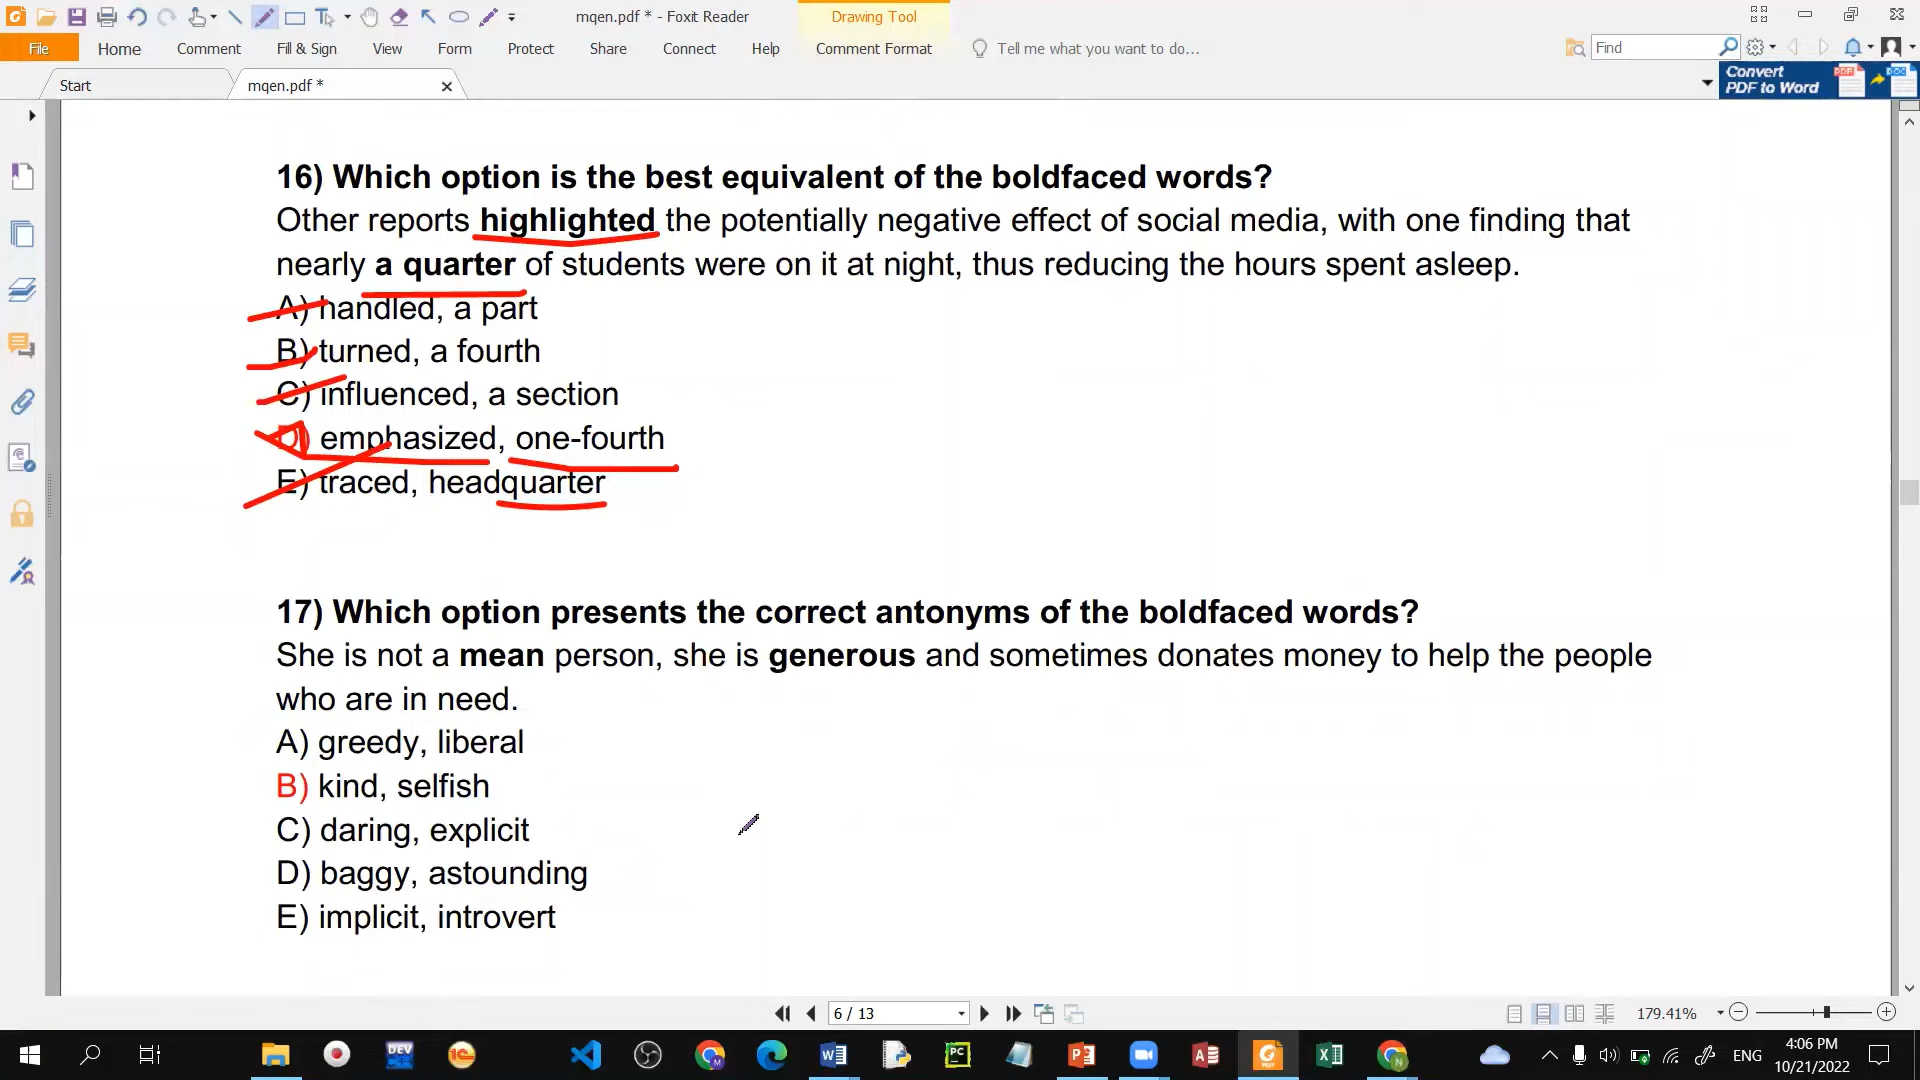 mqen.pdf * - Foxit Reader
Drawing Tool
File Home Comment Fill & Sign View Form Protect Share Connect Help Comment Format Tell me what you want to do... Find
Start mqen.pdf *
Convert
PDF to Word
16) Which option is the best equivalent of the boldfaced words?
Other reports highlighted the potentially negative effect of social media, with one finding that
nearly a quarter of students were on it at night, thus reducing the hours spent asleep.
A) handled, a part
B) turned, a fourth
C) influenced, a section
D) emphasized, one-fourth
E) traced, headquarter
17) Which option presents the correct antonyms of the boldfaced words?
She is not a mean person, she is generous and sometimes donates money to help the people
who are in need.
A) greedy, liberal
B) kind, selfish
C) daring, explicit
D) baggy, astounding
E) implicit, introvert
6 / 13
179.41%
ENG
4:06 PM
10/21/2022